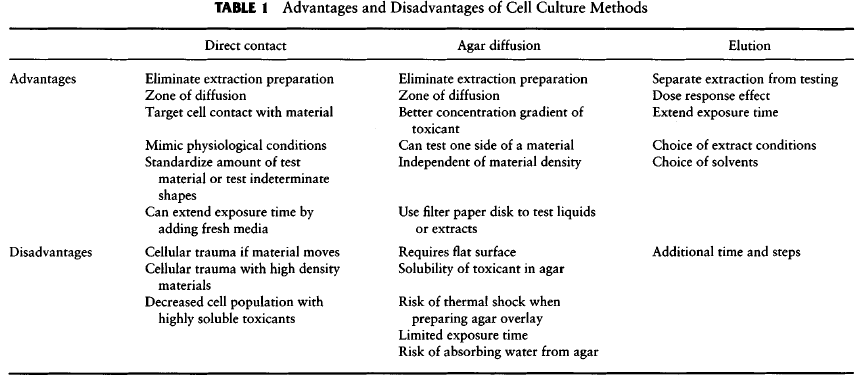 TABLE 1 Advantages and Disadvantages of Cell Culture Methods
Direct contact Agar diffusion Elution
Advantages Eliminate extraction preparation Eliminate extraction preparation Separate extraction from testing
Zone of diffusion Zone of diffusion Dose response effect
Target cell contact with material Better concentration gradient of Extend exposure time
toxicant
Mimic physiological conditions Can test one side of a material Choice of extract conditions
Standardize amount of test Independent of material density Choice of solvents
material or test indeterminate
shapes
Can extend exposure time by Use filter paper disk to test liquids
adding fresh media or extracts
Disadvantages Cellular trauma if material moves Requires flat surface Additional time and steps
Cellular trauma with high density Solubility of toxicant in agar
materials
Decreased cell population with Risk of thermal shock when
highly soluble toxicants preparing agar overlay
Limited exposure time
Risk of absorbing water from agar